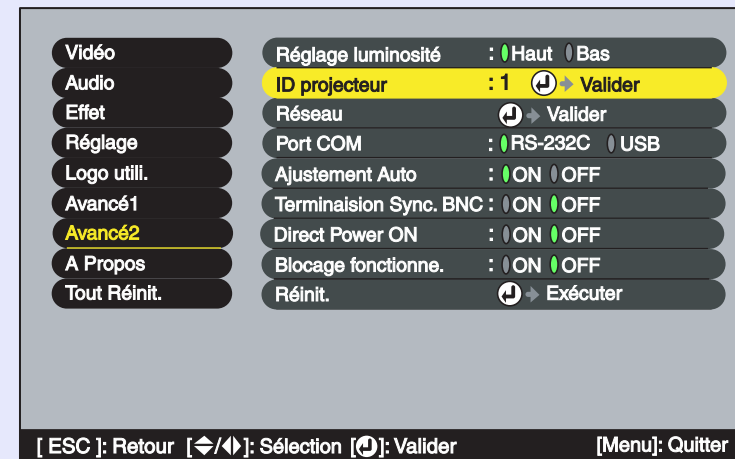 Vidéo
Audio
Effet
Réglage
Logo utili.
Avancé1
Avancé2
A Propos
Tout Réinit.
Réglage luminosité : Haut Bas
ID projecteur : 1 Valider
Réseau Valider
Port COM : RS-232C USB
Ajustement Auto : ON OFF
Terminaision Sync. BNC : ON OFF
Direct Power ON : ON OFF
Blocage fonctionne. : ON OFF
Réinit. Exécuter
[ ESC ]: Retour [ / ]: Sélection [ ]: Valider [Menu]: Quitter